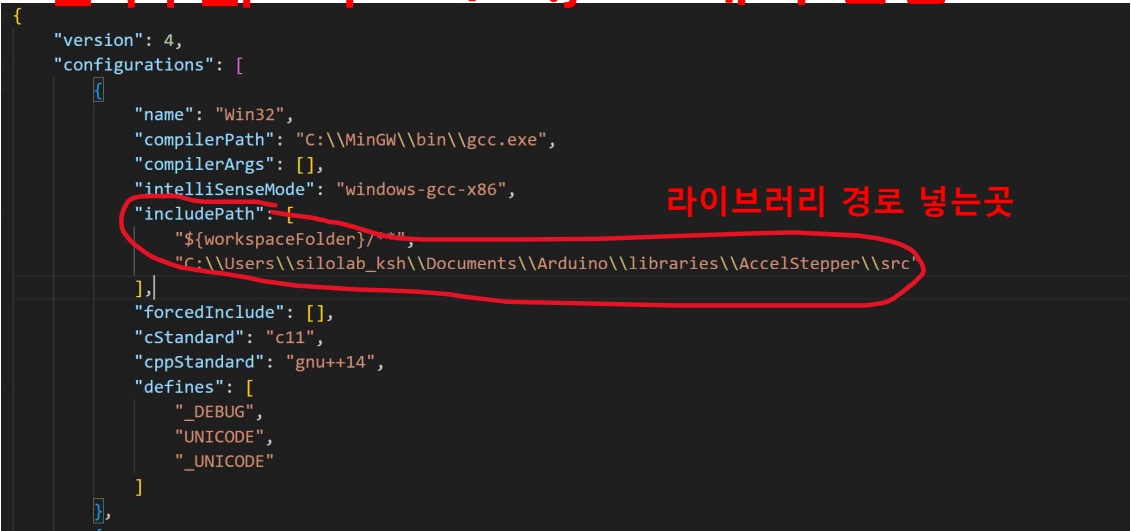 {
"version": 4,
"configurations": [
{
"name": "Win32",
"compilerPath": "C:\\MinGW\\bin\\gcc.exe",
"compilerArgs": [],
"intelliSenseMode": "windows-gcc-x86",
라이브러리 경로 넣는곳
"includePath": [
"${workspaceFolder}/**",
"C:\\Users\\silolab_ksh\\Documents\\Arduino\\libraries\\AccelStepper\\src"
],
"forcedInclude": [],
"cStandard": "c11",
"cppStandard": "gnu++14",
"defines": [
"_DEBUG",
"UNICODE",
"_UNICODE"
]
},